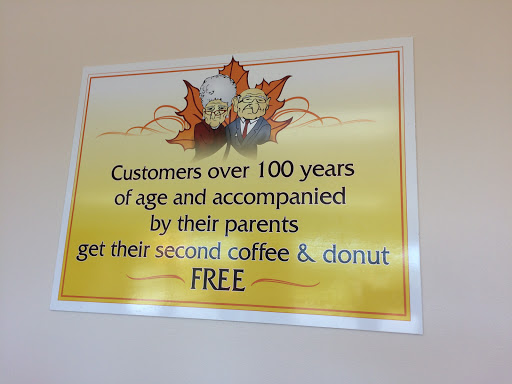 Customers over 100 years
of age and accompanied
by their parents
get their second coffee & donut
FREE